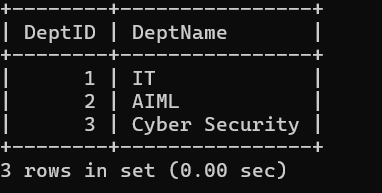 +--------+----------------+
| DeptID | DeptName       |
+--------+----------------+
|      1 | IT             |
|      2 | AIML           |
|      3 | Cyber Security |
+--------+----------------+
3 rows in set (0.00 sec)